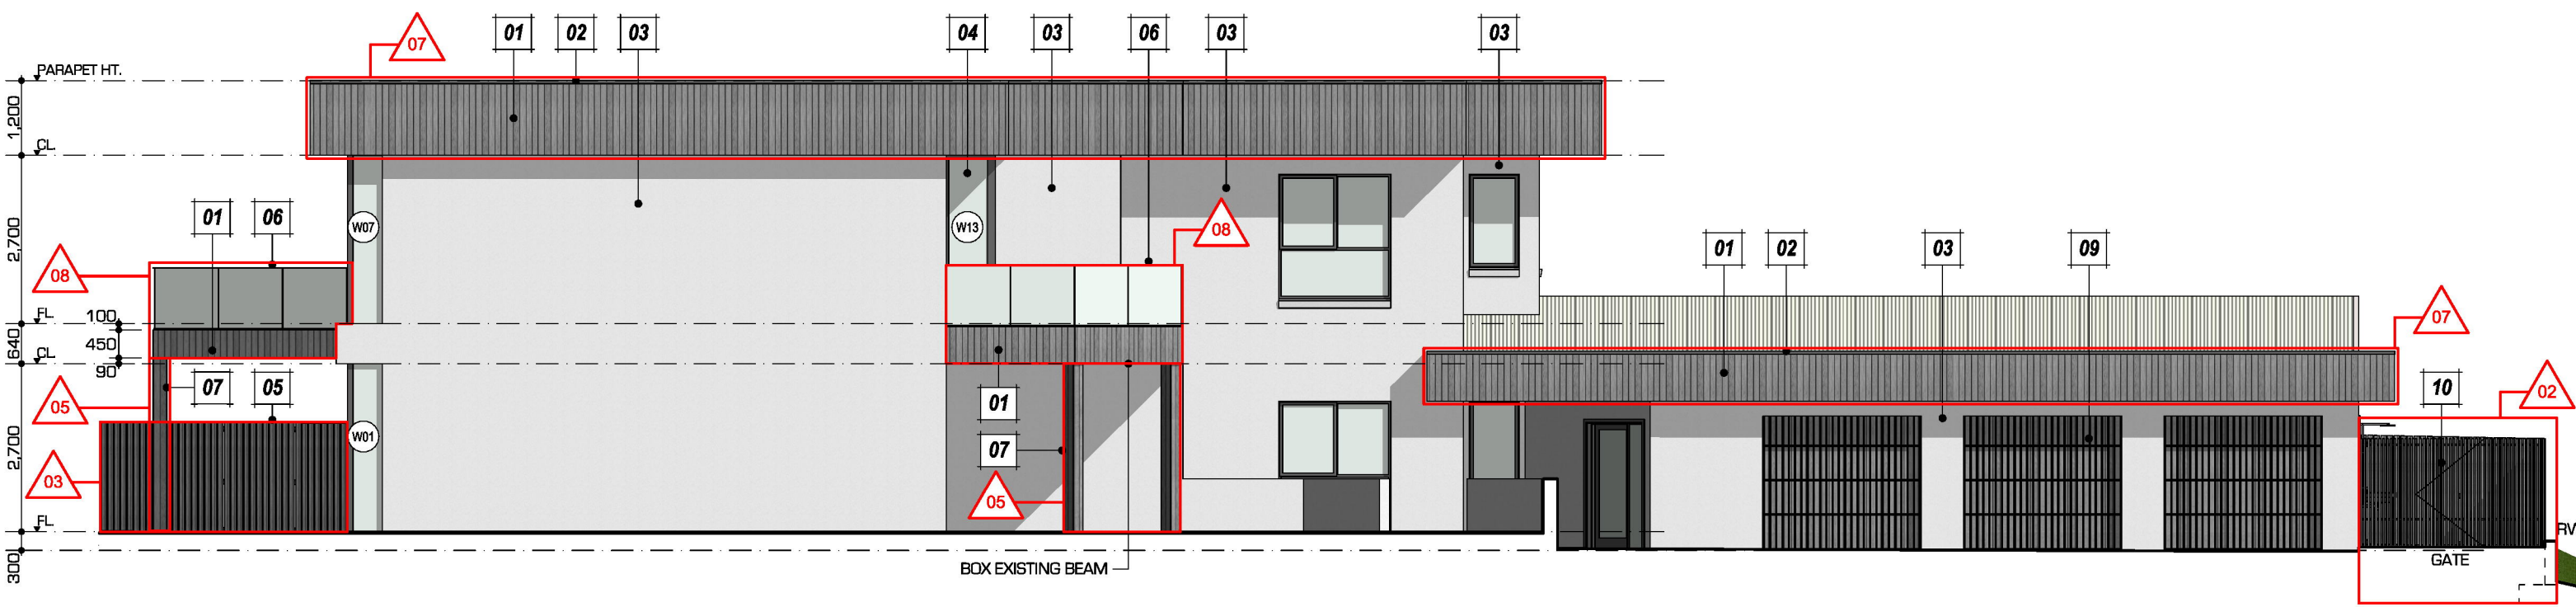 01 02 03 04 03 06 03 03
07
PARAPET HT.
1,200
CL.
2,700
01 06
W07
W13
08
08
01 02 03 09
FL.
100
640
450
CL.
90
07
07 05
05
01
10
02
2,700
W01
07
03
05
FL.
300
BOX EXISTING BEAM
GATE
RW